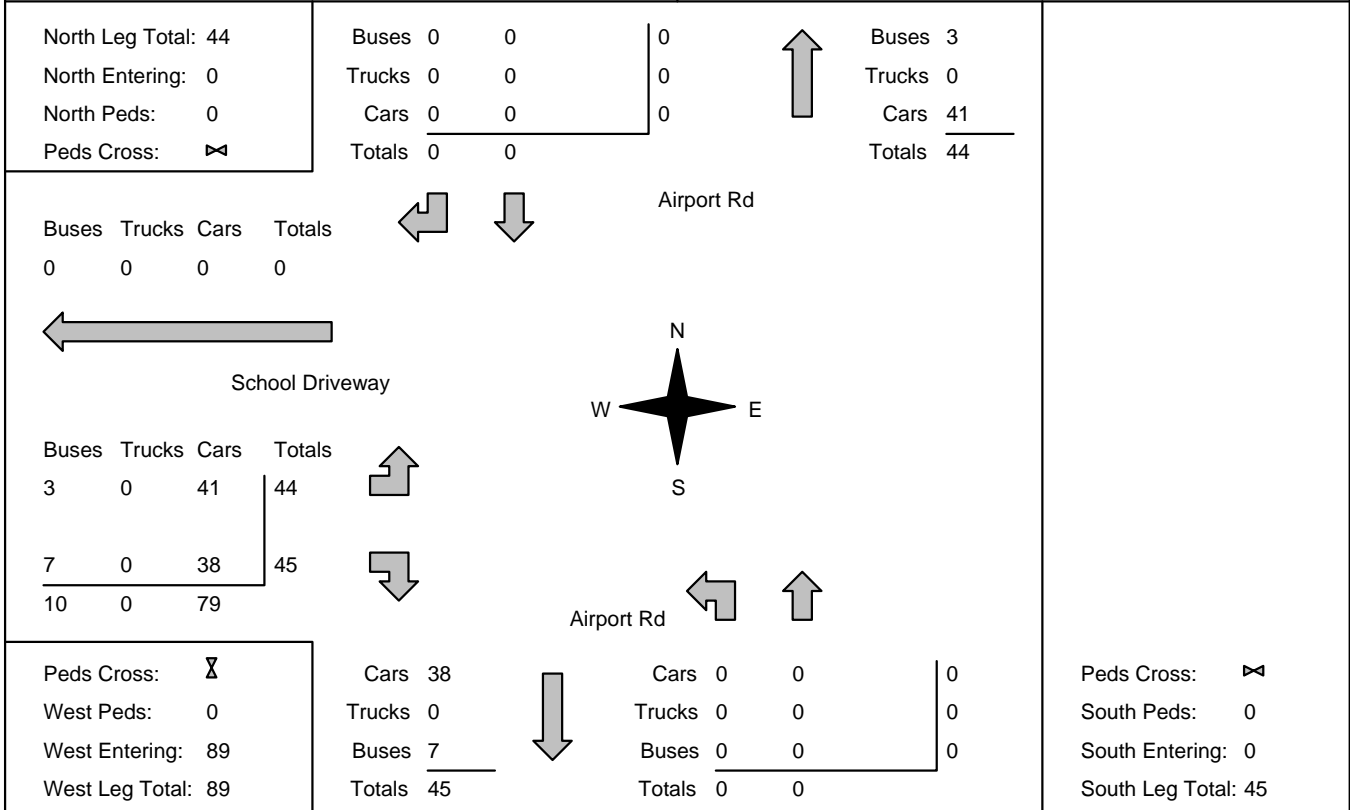 North Leg Total: 44
North Entering: 0
North Peds: 0
Peds Cross:
Buses 0 0 0
Trucks 0 0 0
Cars 0 0 0
Totals 0 0
Buses 3
Trucks 0
Cars 41
Totals 44
Airport Rd
Buses Trucks Cars Totals
0 0 0 0
School Driveway
N
W E
S
Buses Trucks Cars Totals
3 0 41 44
7 0 38 45
10 0 79
Airport Rd
Peds Cross:
West Peds: 0
West Entering: 89
West Leg Total: 89
Cars 38
Trucks 0
Buses 7
Totals 45
Cars 0 0 0
Trucks 0 0 0
Buses 0 0 0
Totals 0 0
Peds Cross:
South Peds: 0
South Entering: 0
South Leg Total: 45